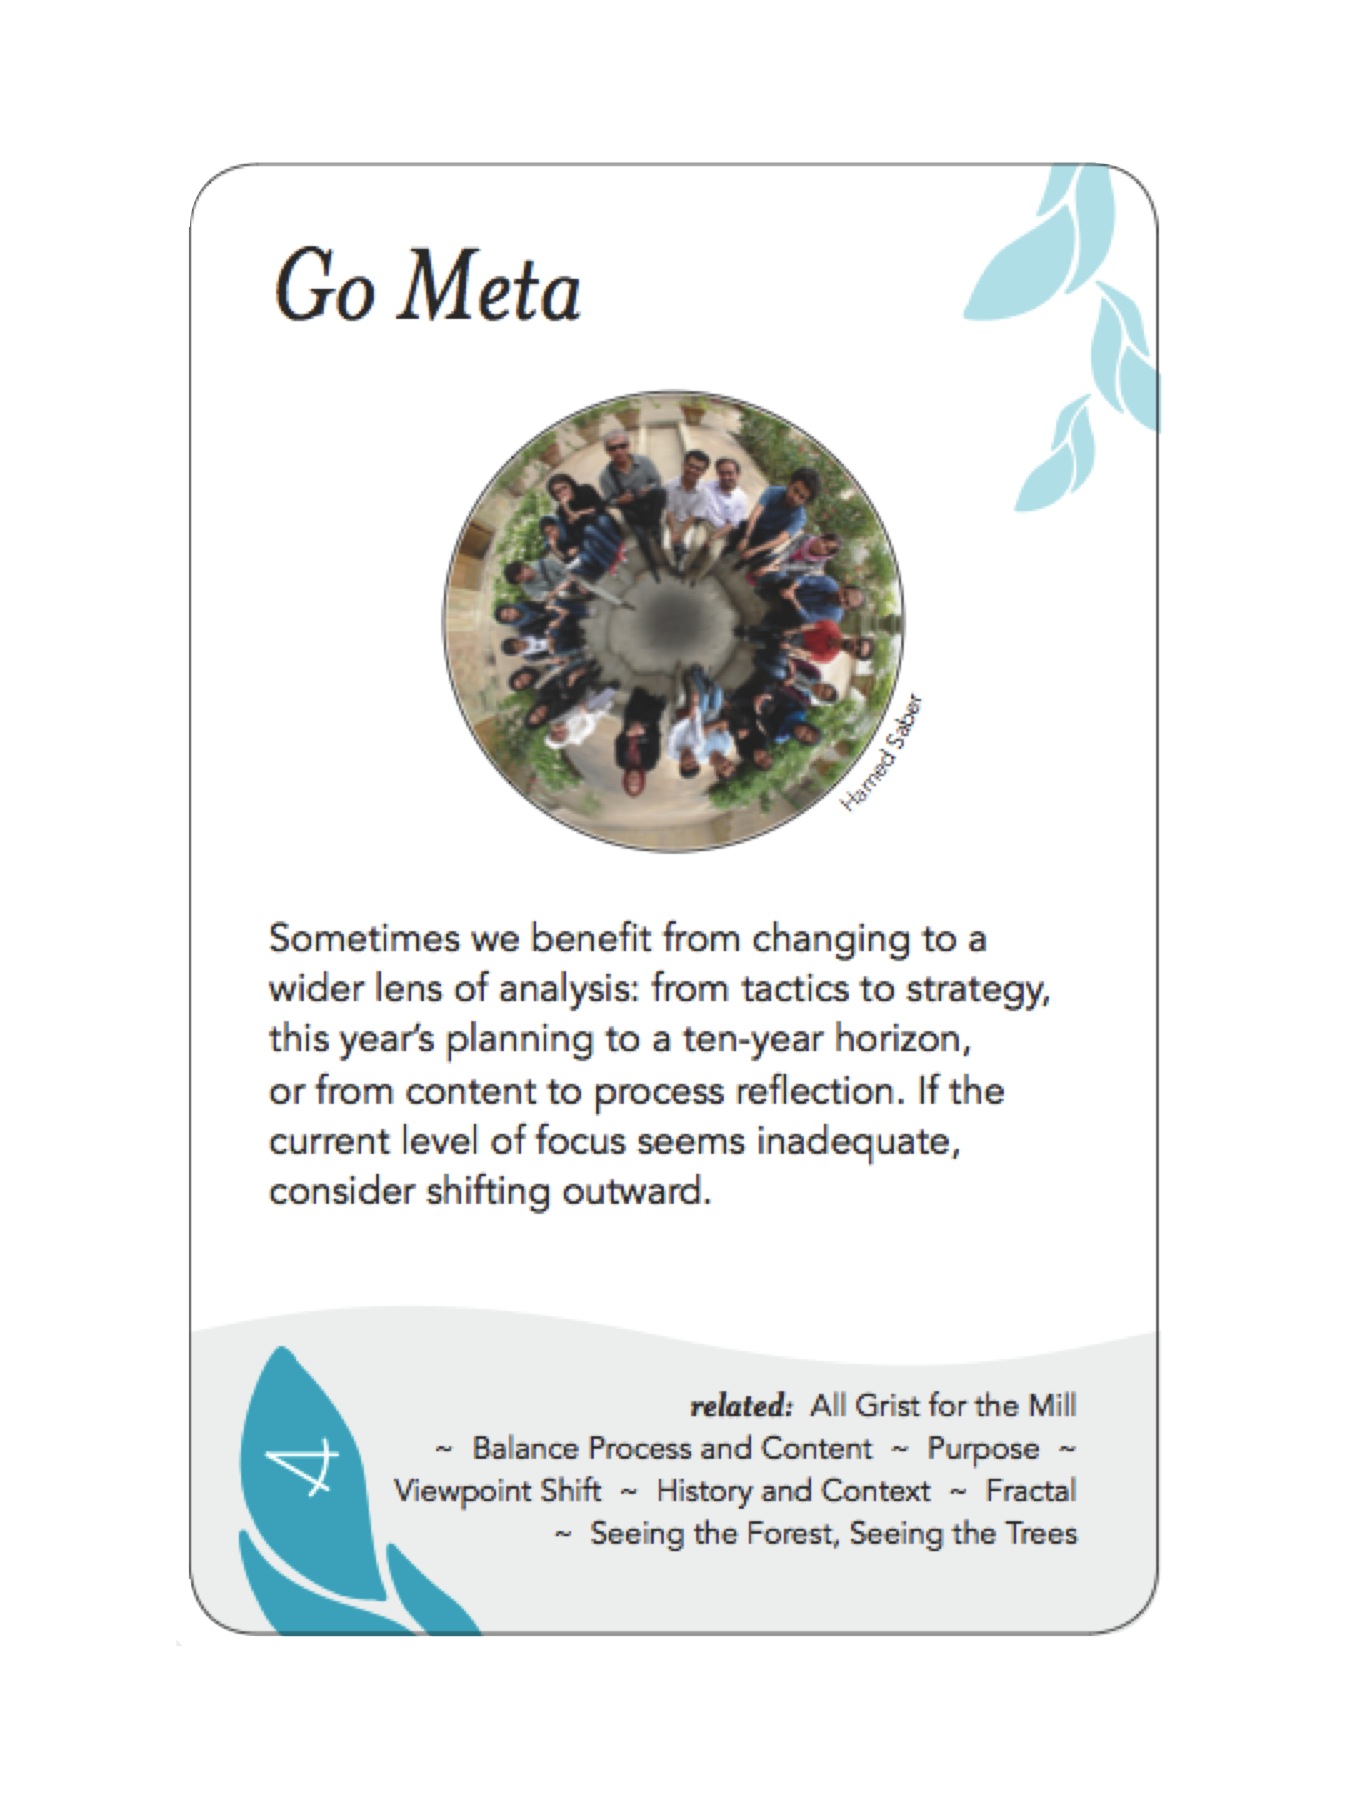 Go Meta
Hamed Saber
Sometimes we benefit from changing to a
wider lens of analysis: from tactics to strategy,
this year's planning to a ten-year horizon,
or from content to process reflection. If the
current level of focus seems inadequate,
consider shifting outward.
related: All Grist for the Mill
~ Balance Process and Content ~ Purpose ~
Viewpoint Shift ~ History and Context ~ Fractal
~ Seeing the Forest, Seeing the Trees